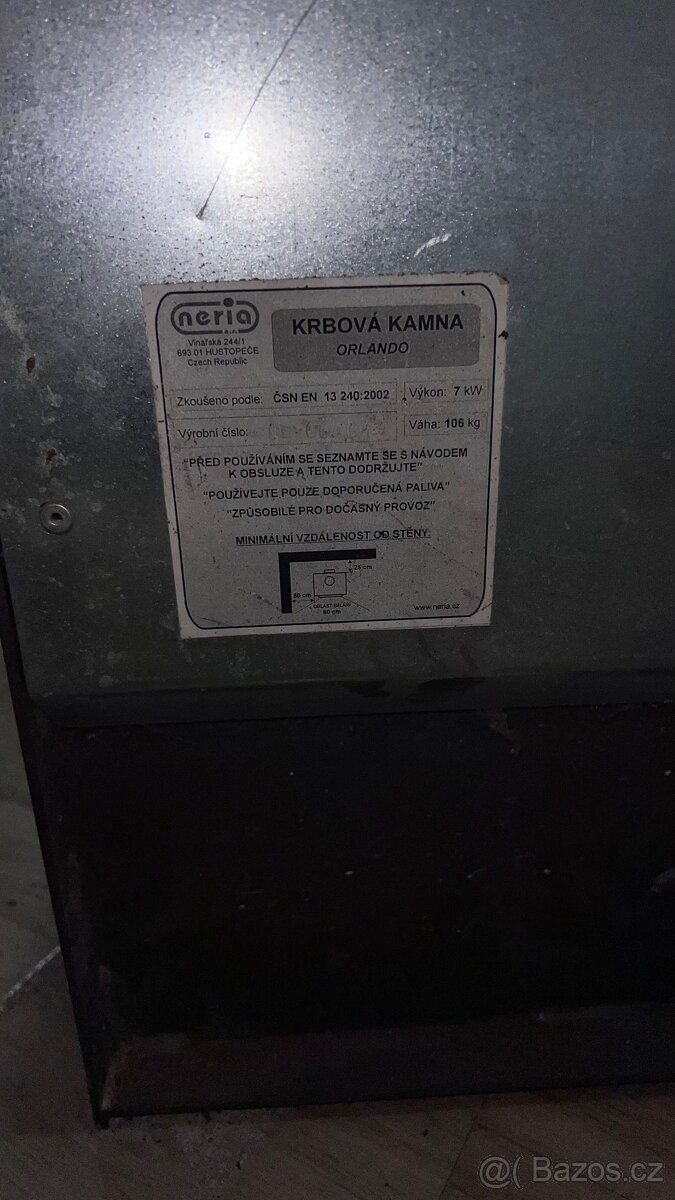 neria
s.r.o.
Vinařská 244/1
693 01 HUSTOPEČE
Czech Republic
KRBOVÁ KAMNA
ORLANDO
Zkoušeno podle: ČSN EN 13 240:2002
Výkon: 7 kW
Výrobní číslo:
Váha: 106 kg
"PŘED POUŽÍVÁNÍM SE SEZNAMTE SE S NÁVODEM
K OBSLUZE A TENTO DODRŽUJTE"
"POUŽÍVEJTE POUZE DOPORUČENÁ PALIVA"
"ZPŮSOBILÉ PRO DOČASNÝ PROVOZ"
MINIMÁLNÍ VZDÁLENOST OD STĚNY:
25 cm
50 cm
OBLAST SÁLÁNÍ
80 cm
www.neria.cz
@( Bazos.cz